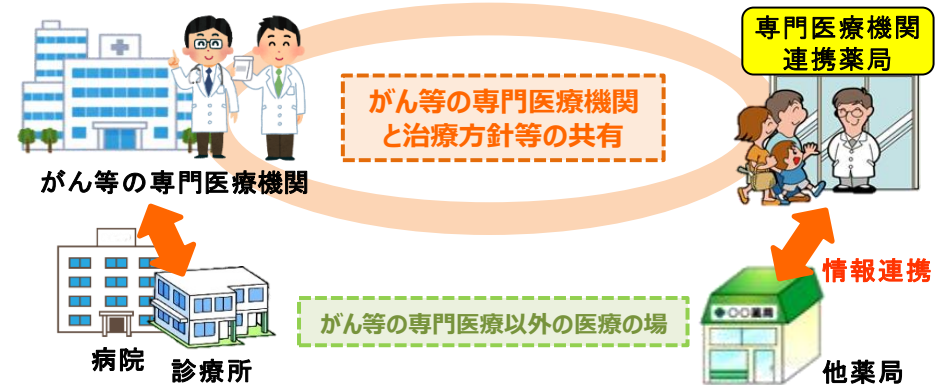 専門医療機関
連携薬局
がん等の専門医療機関
と治療方針等の共有
がん等の専門医療機関
情報連携
○○薬局
がん等の専門医療以外の医療の場
病院
診療所
他薬局